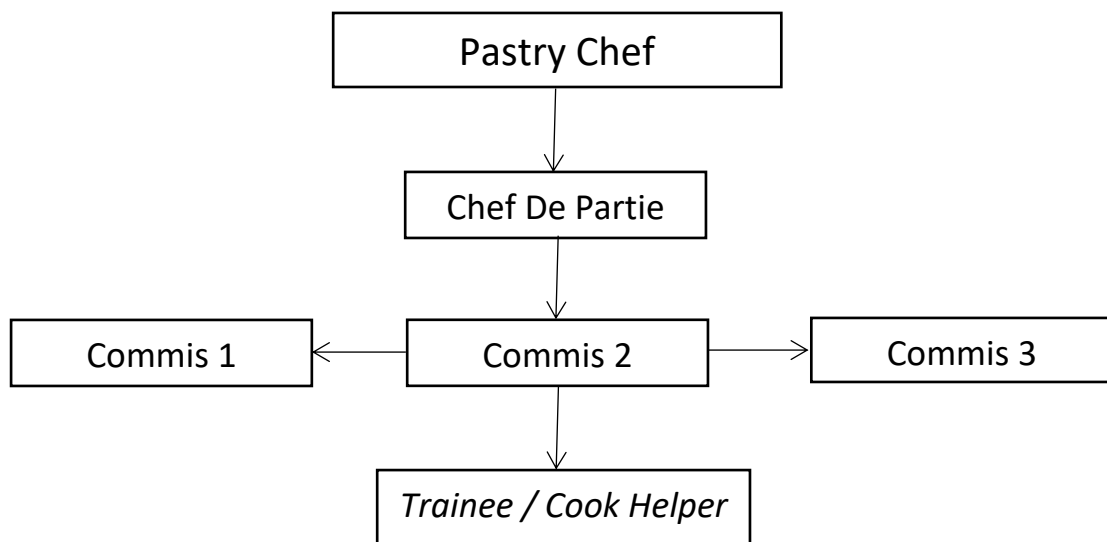 Pastry Chef
Chef De Partie
Commis 1
Commis 2
Commis 3
Trainee / Cook Helper